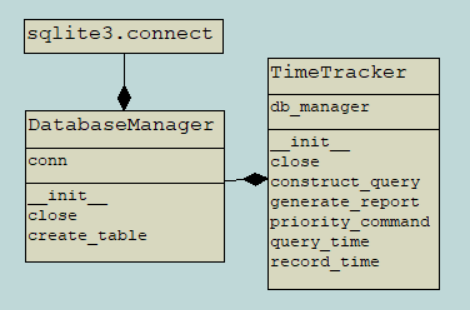 sqlite3.connect
DatabaseManager
conn
__init__
close
create_table
TimeTracker
db_manager
__init__
close
construct_query
generate_report
priority_command
query_time
record_time